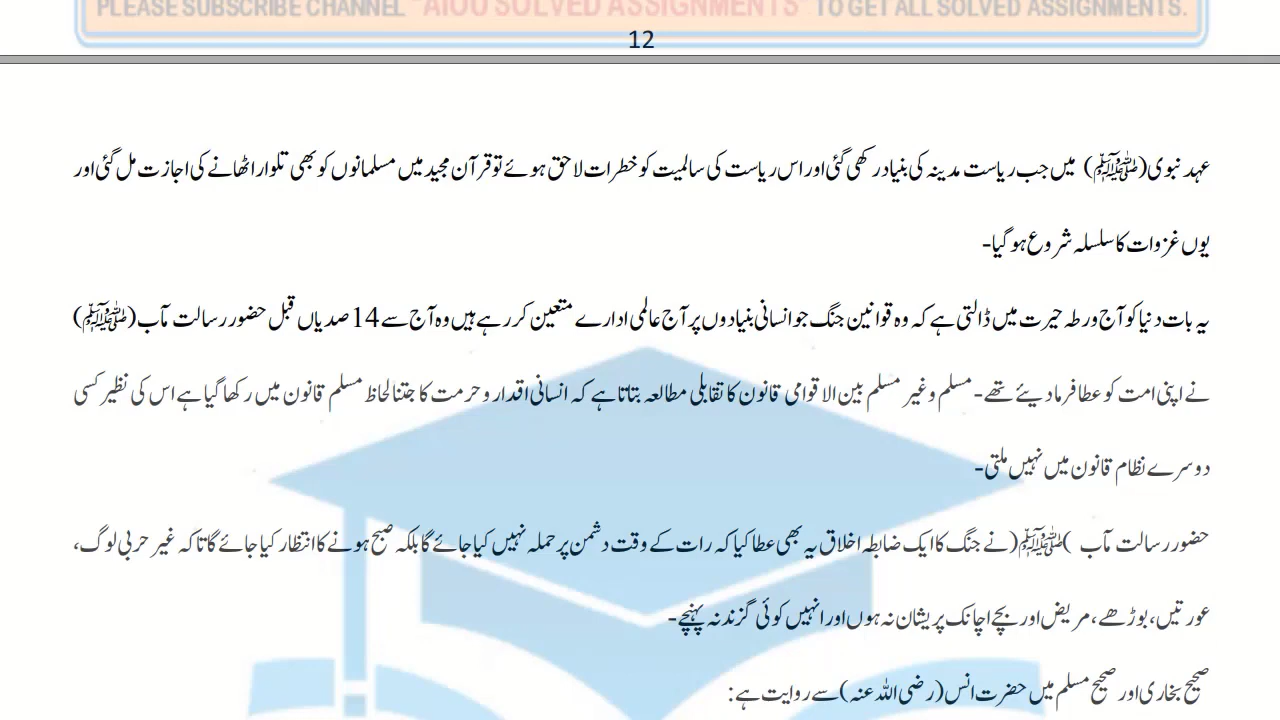 PLEASE SUBSCRIBE CHANNEL "AIOU SOLVED ASSIGNMENTS" TO GET ALL SOLVED ASSIGNMENTS.
12
عہد نبوی(ﷺ) میں جب ریاست مدینہ کی بنیاد رکھی گئی اور اس ریاست کی سالمیت کو خطرات لاحق ہوئے تو قرآن مجید میں مسلمانوں کو بھی تلوار اٹھانے کی اجازت مل گئی اور
یوں غزوات کا سلسلہ شروع ہو گیا-
یہ بات دنیا کو آج ورطہ حیرت میں ڈالتی ہے کہ وہ قوانین جنگ جو انسانی بنیادوں پر آج عالمی ادارے متعین کر رہے ہیں وہ آج سے 14 صدیاں قبل حضور رسالت مآب (ﷺ)
نے اپنی امت کو عطا فرما دیئے تھے- مسلم و غیر مسلم بین الاقوامی قانون کا تقابلی مطالعہ بتاتا ہے کہ انسانی اقدار و حرمت کا جتنا لحاظ مسلم قانون میں رکھا گیا ہے اس کی نظیر کسی
دوسرے نظام قانون میں نہیں ملتی-
حضور رسالت مآب )ﷺ( نے جنگ کا ایک ضابطہ اخلاق یہ بھی عطا کیا کہ رات کے وقت دشمن پر حملہ نہیں کیا جائے گا بلکہ صبح ہونے کا انتظار کیا جائے گا تاکہ غیر حربی لوگ،
عورتیں، بوڑھے، مریض اور بچے اچانک پریشان نہ ہوں اور انہیں کوئی گزند نہ پہنچے-
صحیح بخاری اور صحیح مسلم میں حضرت انس (رضی اللہ عنہ) سے روایت ہے: